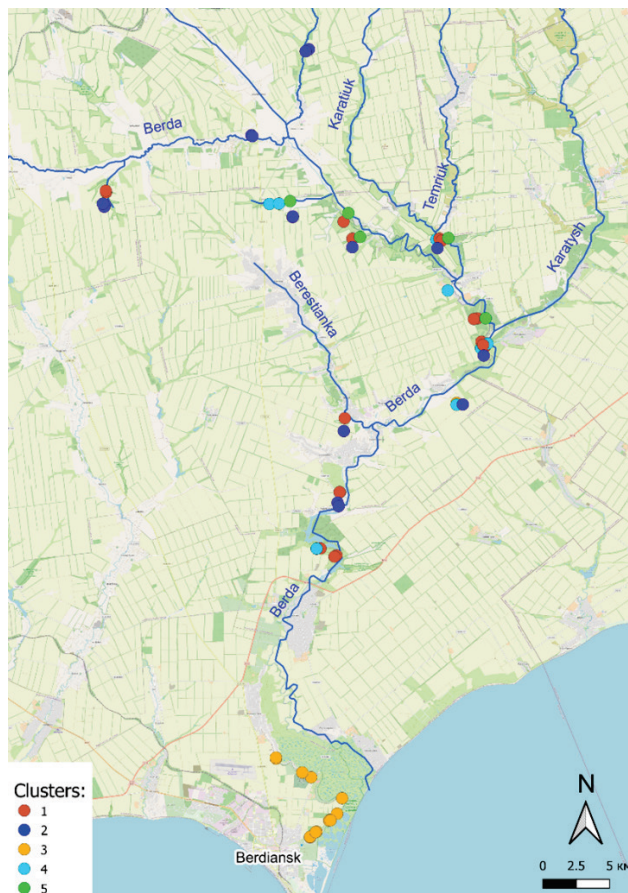 Berda
Karatiuk
Temriuk
Karatysh
Berestianka
Berda
Berda
Clusters:
1
2
3
4
5
Berdiansk
N
0 2.5 5 км